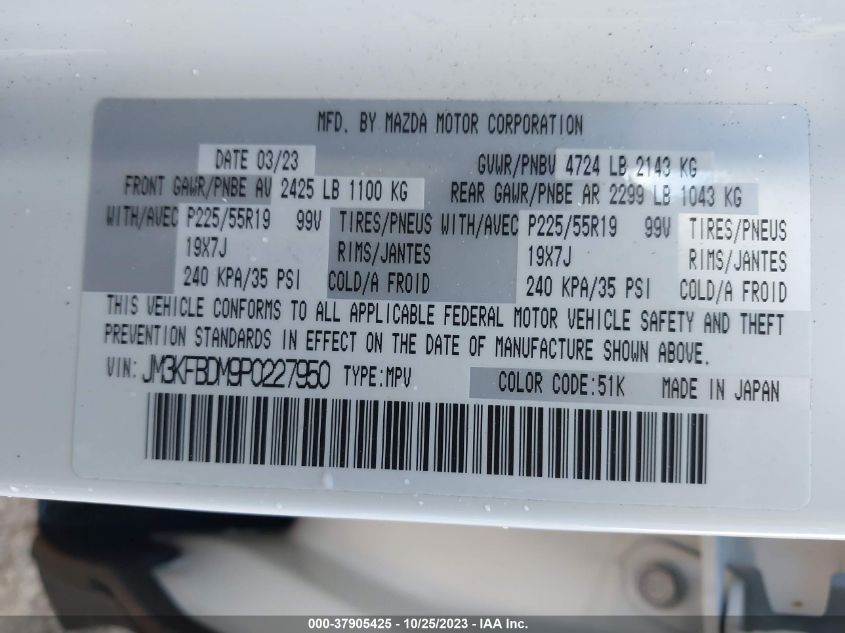 MFD. BY MAZDA MOTOR CORPORATION
DATE 03/23 GVWR/PNBV 4724 LB 2143 KG
FRONT GAWR/PNBE AV 2425 LB 1100 KG REAR GAWR/PNBE AR 2299 LB 1043 KG
WITH/AVEC P225/55R19 99V TIRES/PNEUS WITH/AVEC P225/55R19 99V TIRES/PNEUS
19X7J RIMS/JANTES 19X7J RIMS/JANTES
240 KPA/35 PSI COLD/A FROID 240 KPA/35 PSI COLD/A FROID
THIS VEHICLE CONFORMS TO ALL APPLICABLE FEDERAL MOTOR VEHICLE SAFETY AND THEFT
PREVENTION STANDARDS IN EFFECT ON THE DATE OF MANUFACTURE SHOWN ABOVE.
VIN: JM3KFBDM9P0227950 TYPE:MPV COLOR CODE:51K MADE IN JAPAN
000-37905425 - 10/25/2023 - IAA Inc.